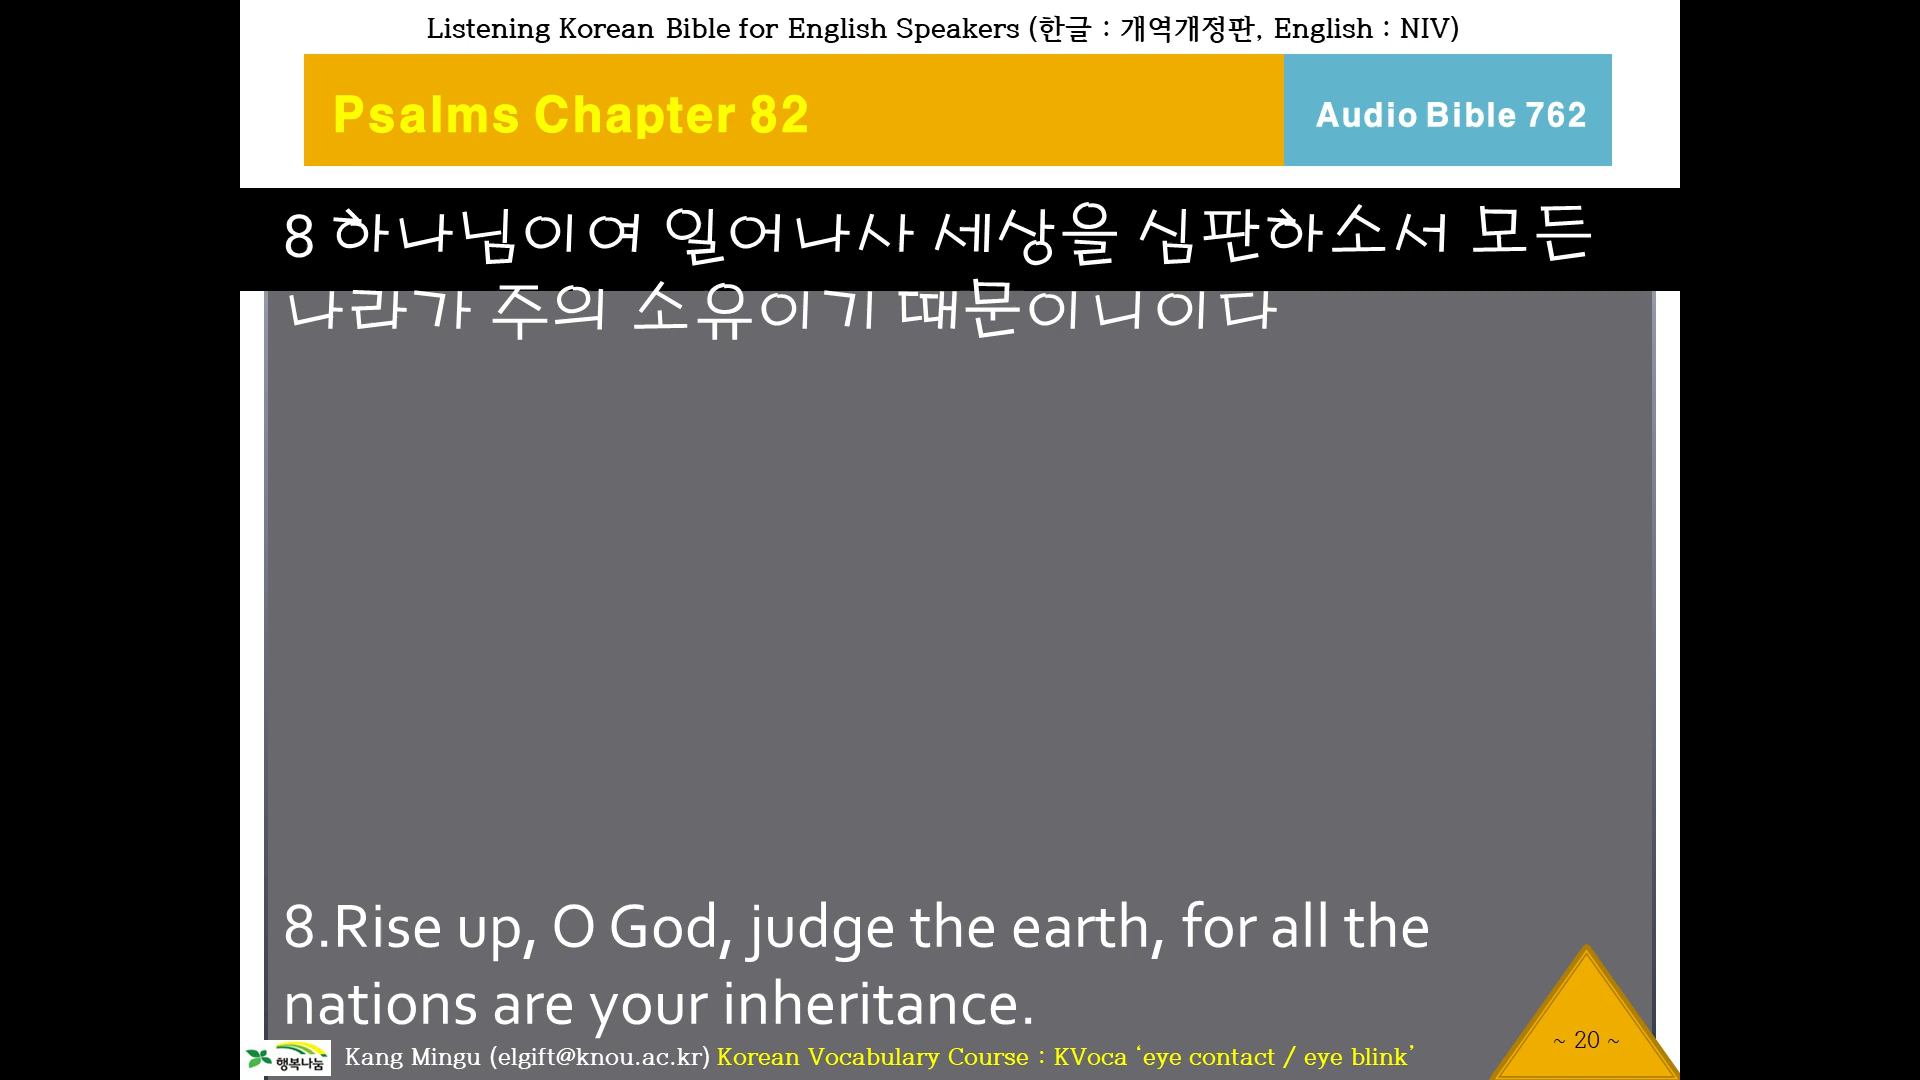 Listening Korean Bible for English Speakers (한글 : 개역개정판, English : NIV)
Psalms Chapter 82
Audio Bible 762
8 하나님이여 일어나사 세상을 심판하소서 모든
나라가 주의 소유이기 때문이니이다
8.Rise up, O God, judge the earth, for all the
nations are your inheritance.
~ 20 ~
행복나눔
Kang Mingu (elgift@knou.ac.kr) Korean Vocabulary Course : KVoca ‘eye contact / eye blink’